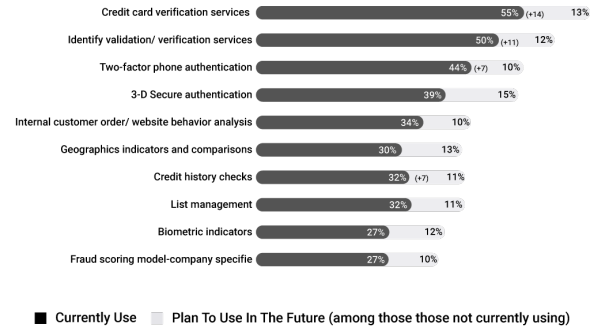 Credit card verification services 55% (+14) 13%
Identify validation/ verification services 50% (+11) 12%
Two-factor phone authentication 44% (+7) 10%
3-D Secure authentication 39% 15%
Internal customer order/ website behavior analysis 34% 10%
Geographics indicators and comparisons 30% 13%
Credit history checks 32% (+7) 11%
List management 32% 11%
Biometric indicators 27% 12%
Fraud scoring model-company specifie 27% 10%
Currently Use Plan To Use In The Future (among those those not currently using)